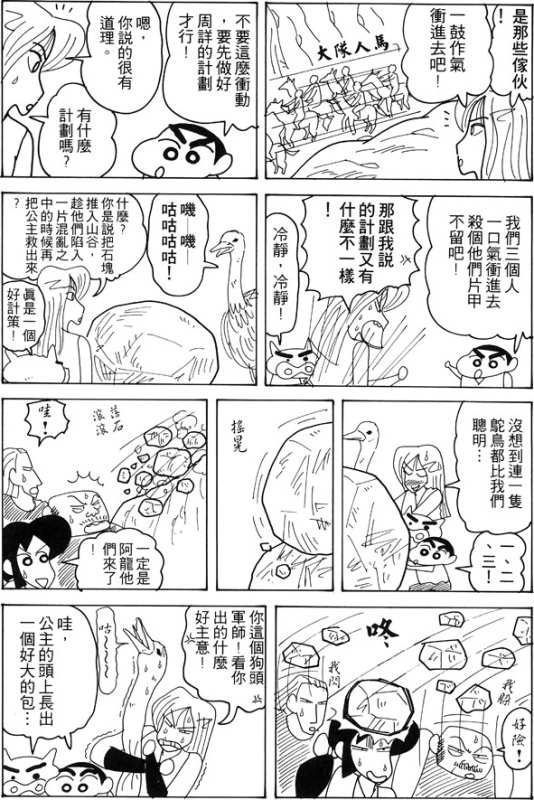 是那些傢伙
一鼓作氣
衝進去吧！
大隊人馬
不要這麼衝動
，要先做好
周詳的計劃
才行！
嗯，
你說的很有
道理。
有什麼
計劃嗎？
我們三個人
一口氣衝進去
殺個他們片甲
不留吧！
那跟我說
的計劃又有
什麼不一樣
！
冷靜，冷靜！
嘰─嘰─
咕咕咕咕！
什麼？
你是說把石塊
推入山谷，
趁他們陷入
一片混亂之
中的時候再
把公主救出來
？
真是一個
好計策！
沒想到連一隻
鴕鳥都比我們
聰明…
一、二
、三！
搖晃
落石
滾滾
哇！
一定是
阿龍他
們來了
！
咚
我閃
我躲
好險！
你這個狗頭
軍師！看你
出的什麼
好主意！
咕～～～～
哇，
公主的頭上長出
一個好大的包…